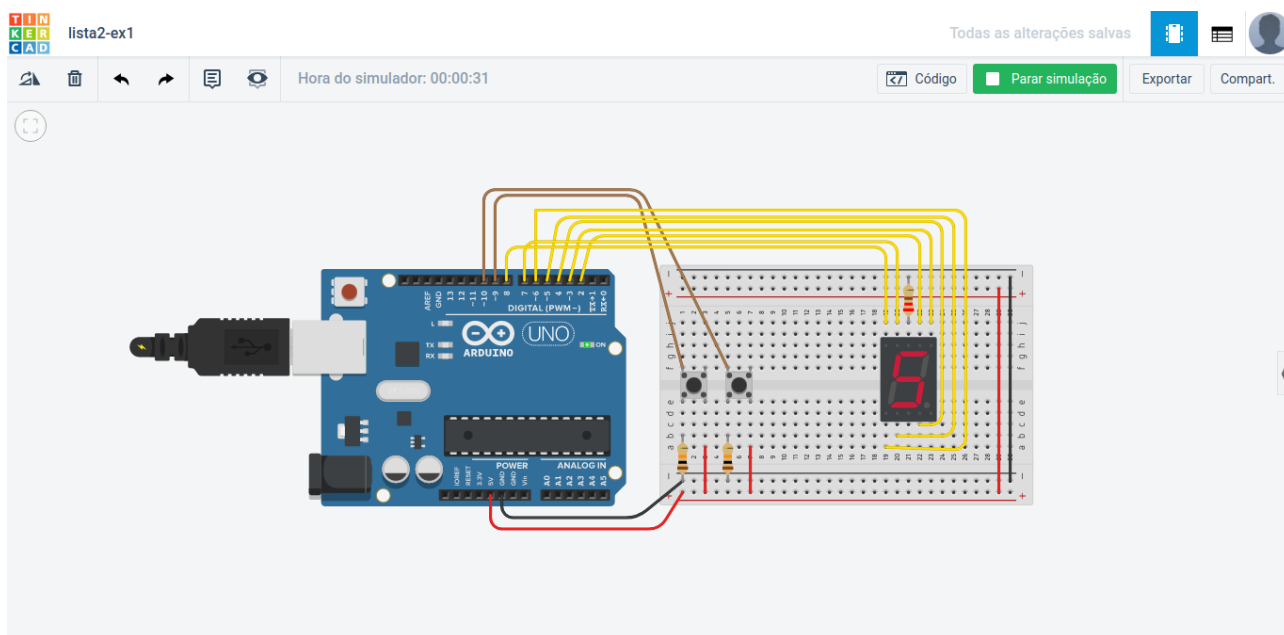 TIN
KER
CAD
lista2-ex1
Todas as alterações salvas
Hora do simulador: 00:00:31
Código
Parar simulação
Exportar
Compart.
AREF
GND
13
12
~11
~10
~9
8
7
~6
~5
4
~3
2
TX→1
RX←0
DIGITAL (PWM~)
L
TX
RX
ARDUINO
UNO
ON
POWER
ANALOG IN
IOREF
RESET
3.3V
5V
GND
GND
Vin
A0
A1
A2
A3
A4
A5
5